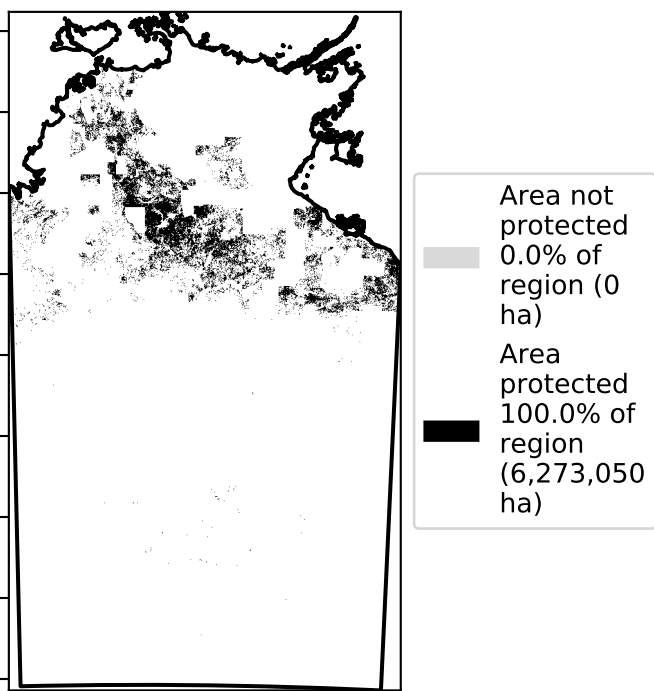 Area not
protected
0.0% of
region (0
ha)
Area
protected
100.0% of
region
(6,273,050
ha)